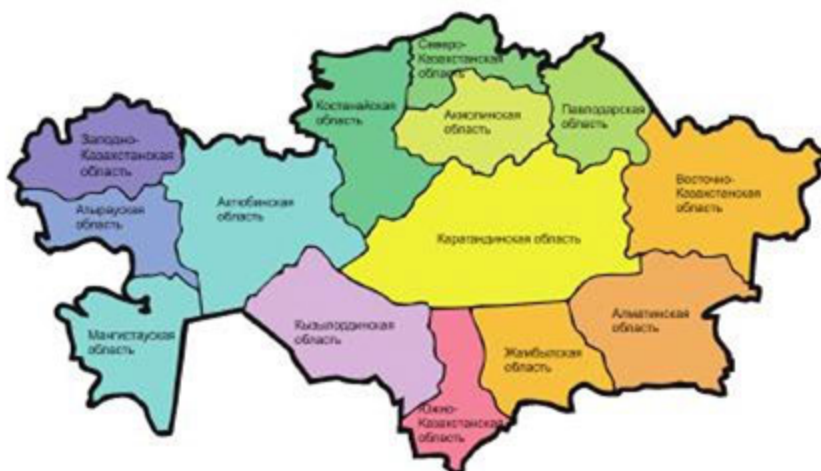 Северо-
Казахстанская
область
Костанайская
область
Акмолинская
область
Павлодарская
область
Западно-
Казахстанская
область
Восточно-
Казахстанская
область
Атырауская
область
Актюбинская
область
Карагандинская область
Мангистауская
область
Кызылординская
область
Жамбылская
область
Алматинская
область
Южно-
Казахстанская
область